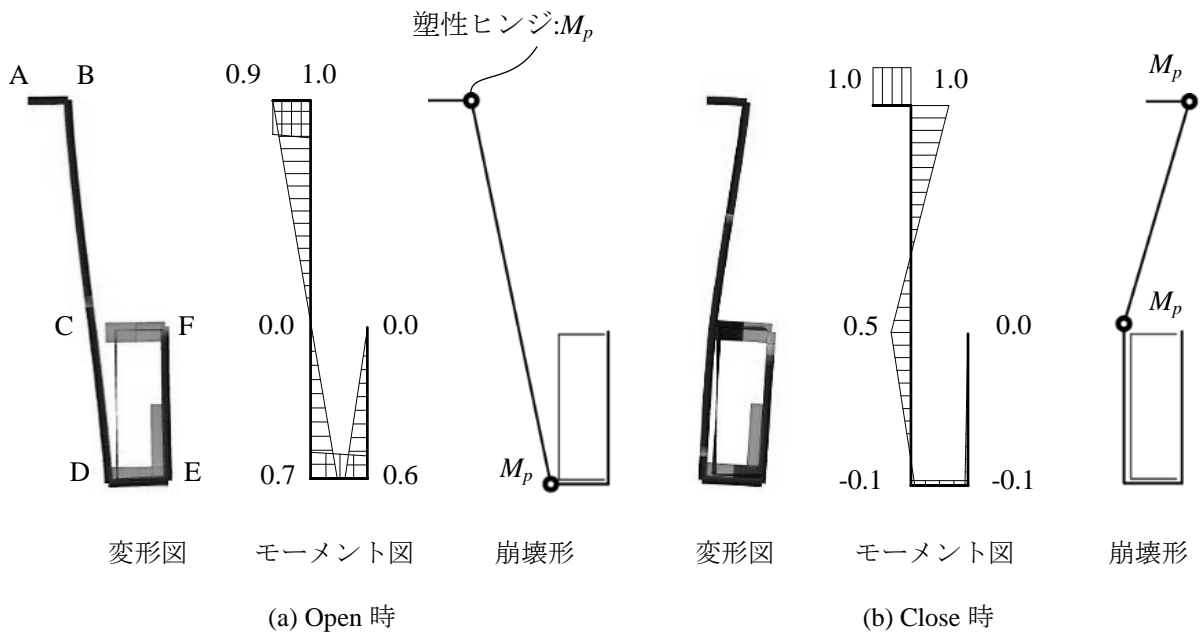 塑性ヒンジ:Mp
A B
0.9 1.0
1.0 1.0
Mp
C F
0.0 0.0
0.5 0.0
Mp
D E
0.7 0.6
Mp
-0.1 -0.1
変形図 モーメント図 崩壊形
変形図 モーメント図 崩壊形
(a) Open 時
(b) Close 時